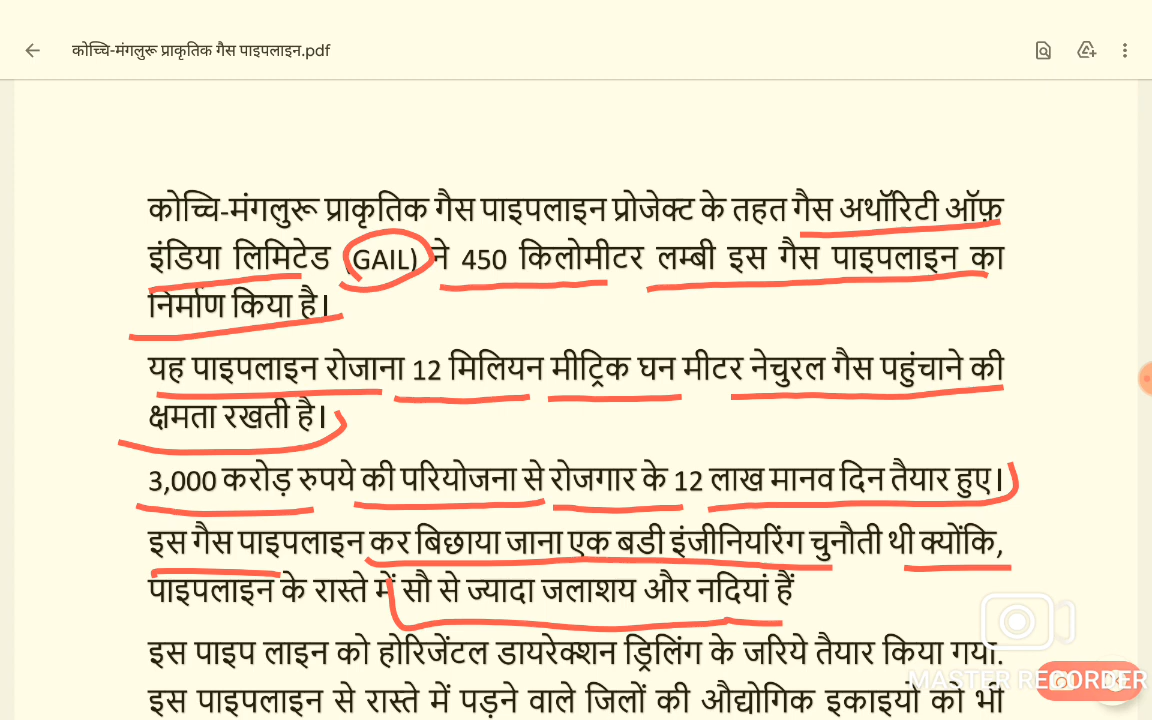 कोच्चि-मंगलुरू प्राकृतिक गैस पाइपलाइन.pdf
कोच्चि-मंगलुरू प्राकृतिक गैस पाइपलाइन प्रोजेक्ट के तहत गैस अथॉरिटी ऑफ़
इंडिया लिमिटेड (GAIL) ने 450 किलोमीटर लम्बी इस गैस पाइपलाइन का
निर्माण किया है।
यह पाइपलाइन रोजाना 12 मिलियन मीट्रिक घन मीटर नेचुरल गैस पहुंचाने की
क्षमता रखती है।
3,000 करोड़ रुपये की परियोजना से रोजगार के 12 लाख मानव दिन तैयार हुए।
इस गैस पाइपलाइन कर बिछाया जाना एक बडी इंजीनियरिंग चुनौती थी क्योंकि,
पाइपलाइन के रास्ते में सौ से ज्यादा जलाशय और नदियां हैं
इस पाइप लाइन को होरिजेंटल डायरेक्शन ड्रिलिंग के जरिये तैयार किया गया.
इस पाइपलाइन से रास्ते में पड़ने वाले जिलों की औद्योगिक इकाइयों को भी
MASTER RECORDER